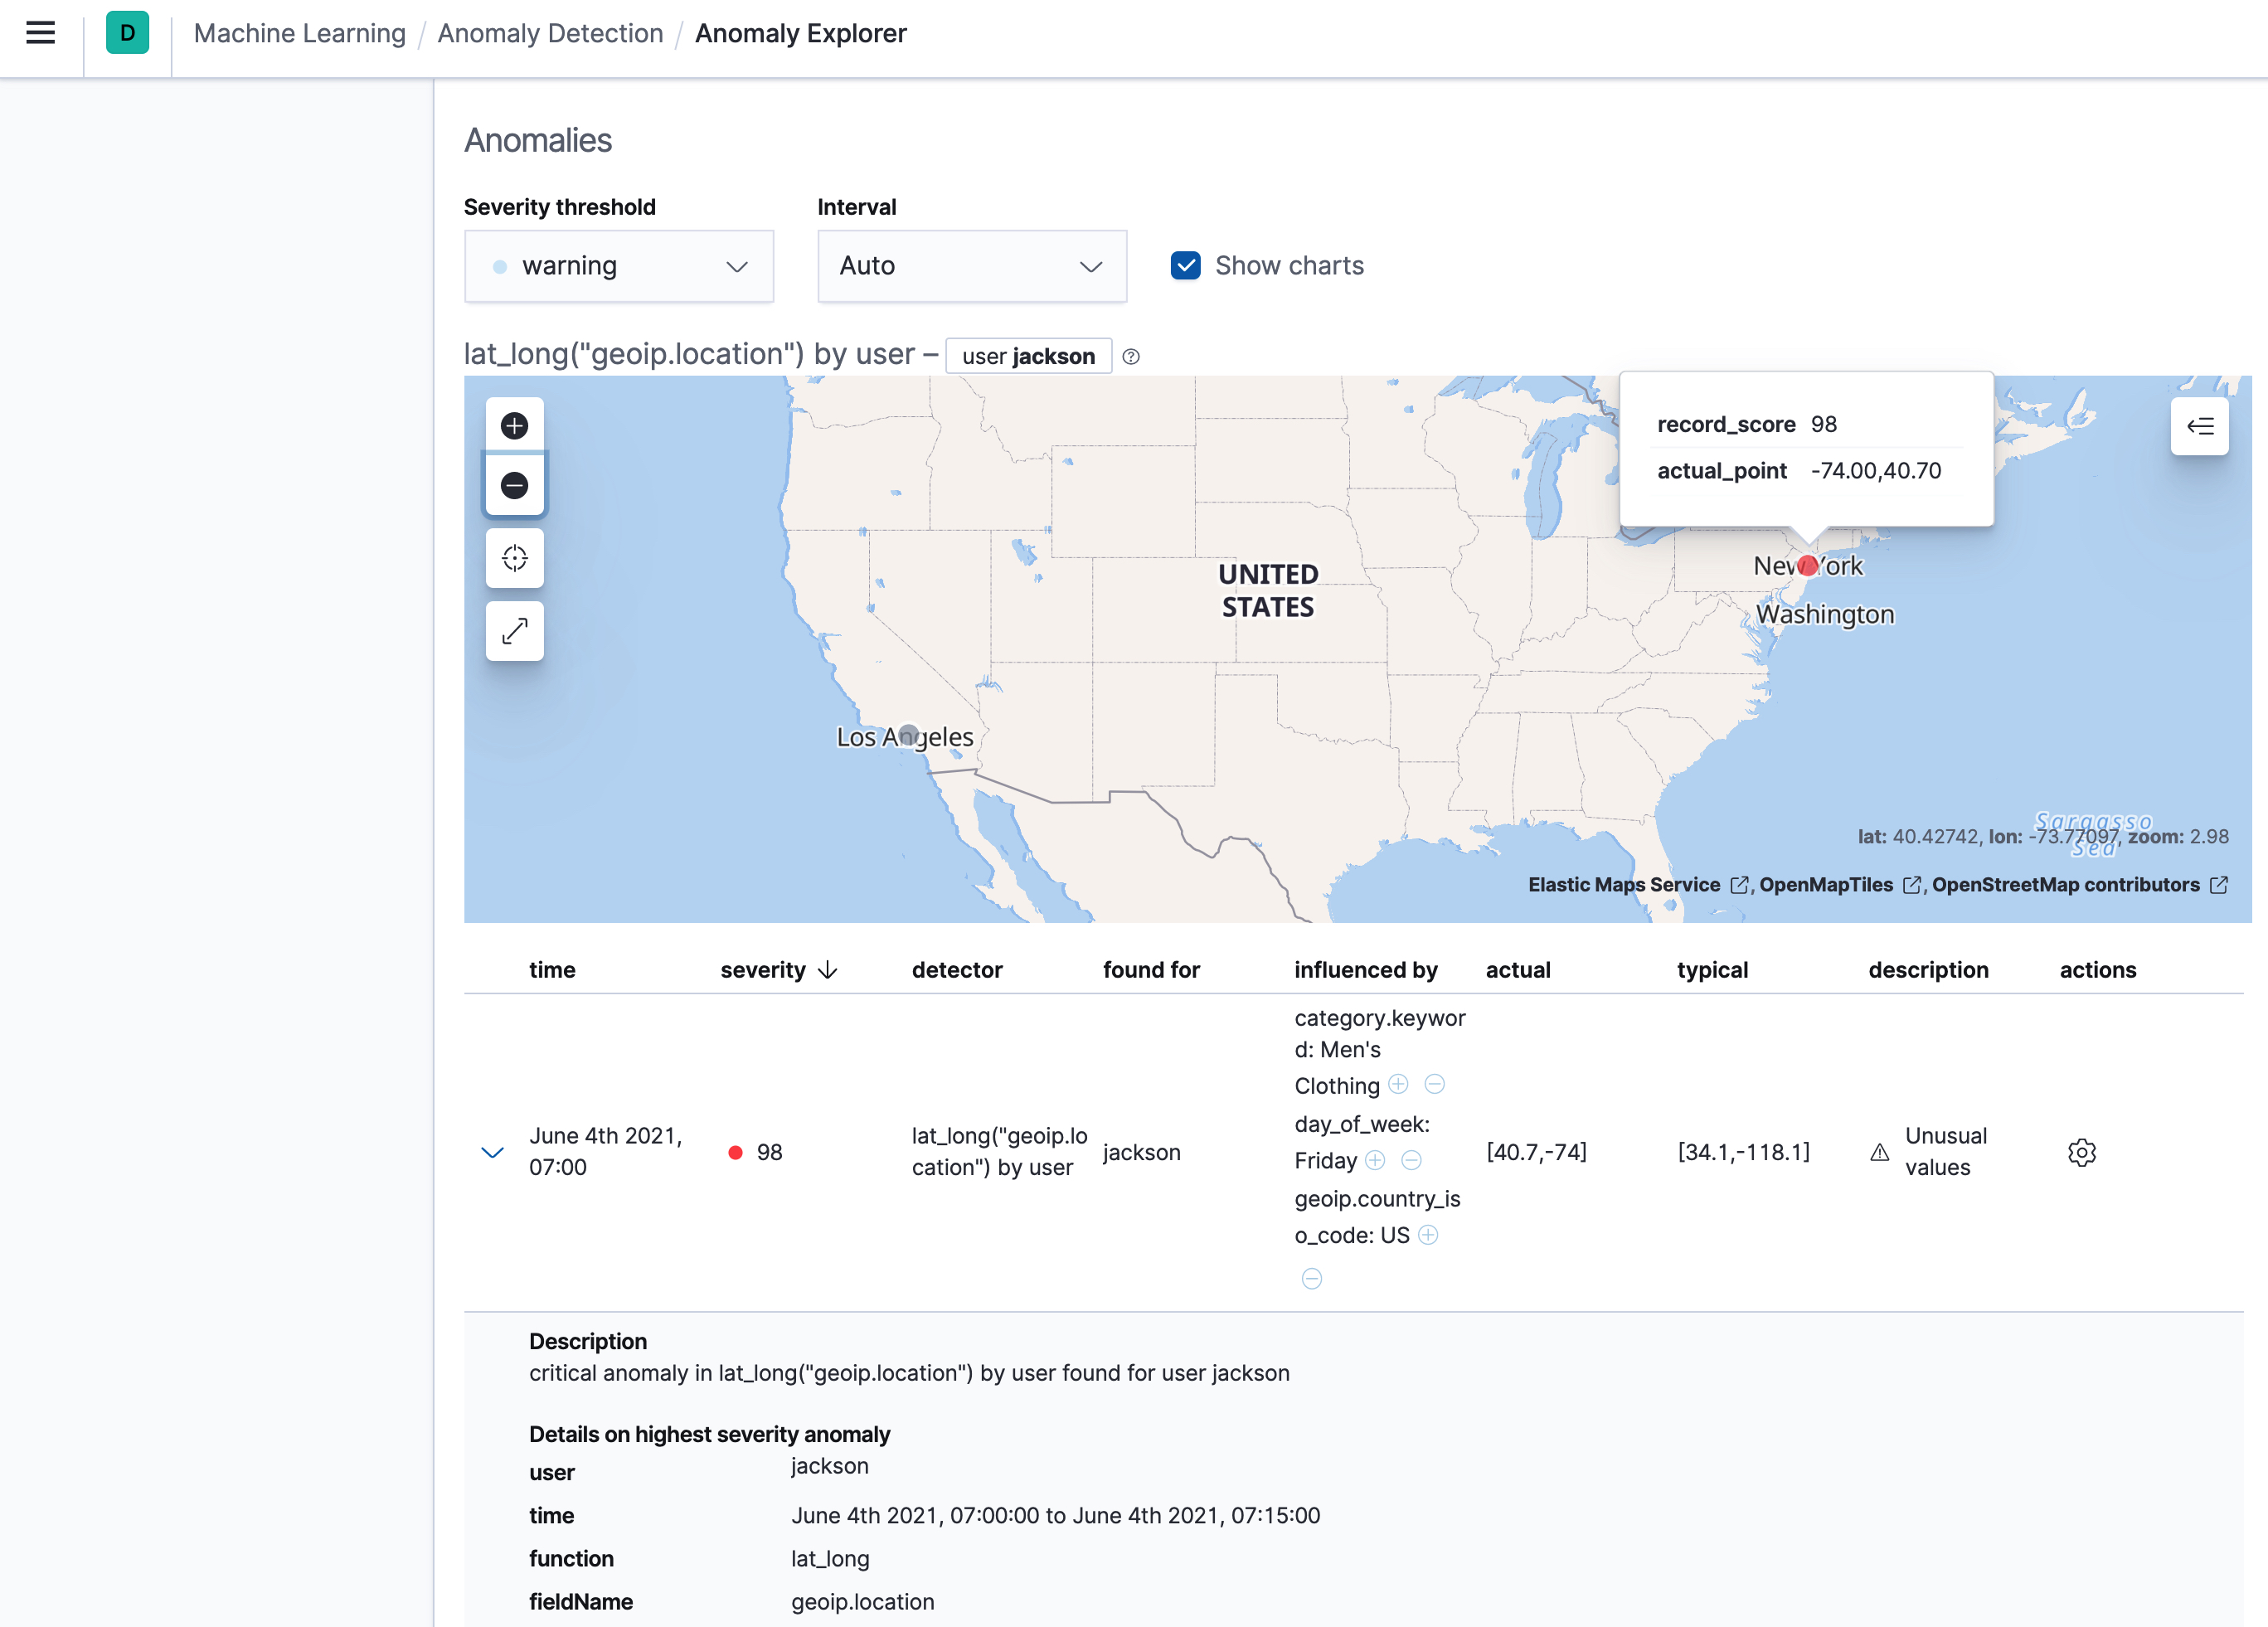 D
Machine Learning / Anomaly Detection / Anomaly Explorer
Anomalies
Severity threshold
Interval
warning
Auto
Show charts
lat_long("geoip.location") by user – user jackson
record_score 98
actual_point -74.00,40.70
UNITED
STATES
New York
Washington
Los Angeles
Sargasso
Sea
lat: 40.42742, lon: -73.77097, zoom: 2.98
Elastic Maps Service , OpenMapTiles , OpenStreetMap contributors
time severity detector found for influenced by actual typical description actions
June 4th 2021,
07:00
98
lat_long("geoip.lo
cation") by user
jackson
category.keywor
d: Men's
Clothing
day_of_week:
Friday
geoip.country_is
o_code: US
[40.7,-74]
[34.1,-118.1]
Unusual
values
Description
critical anomaly in lat_long("geoip.location") by user found for user jackson
Details on highest severity anomaly
user jackson
time June 4th 2021, 07:00:00 to June 4th 2021, 07:15:00
function lat_long
fieldName geoip.location